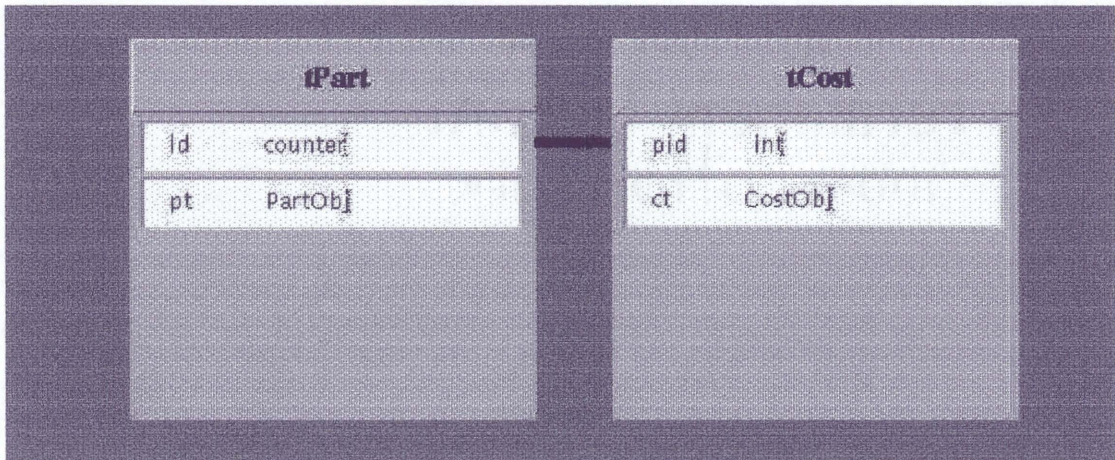 tPart
id counter
pt PartObj
tCost
pid int
ct CostObj